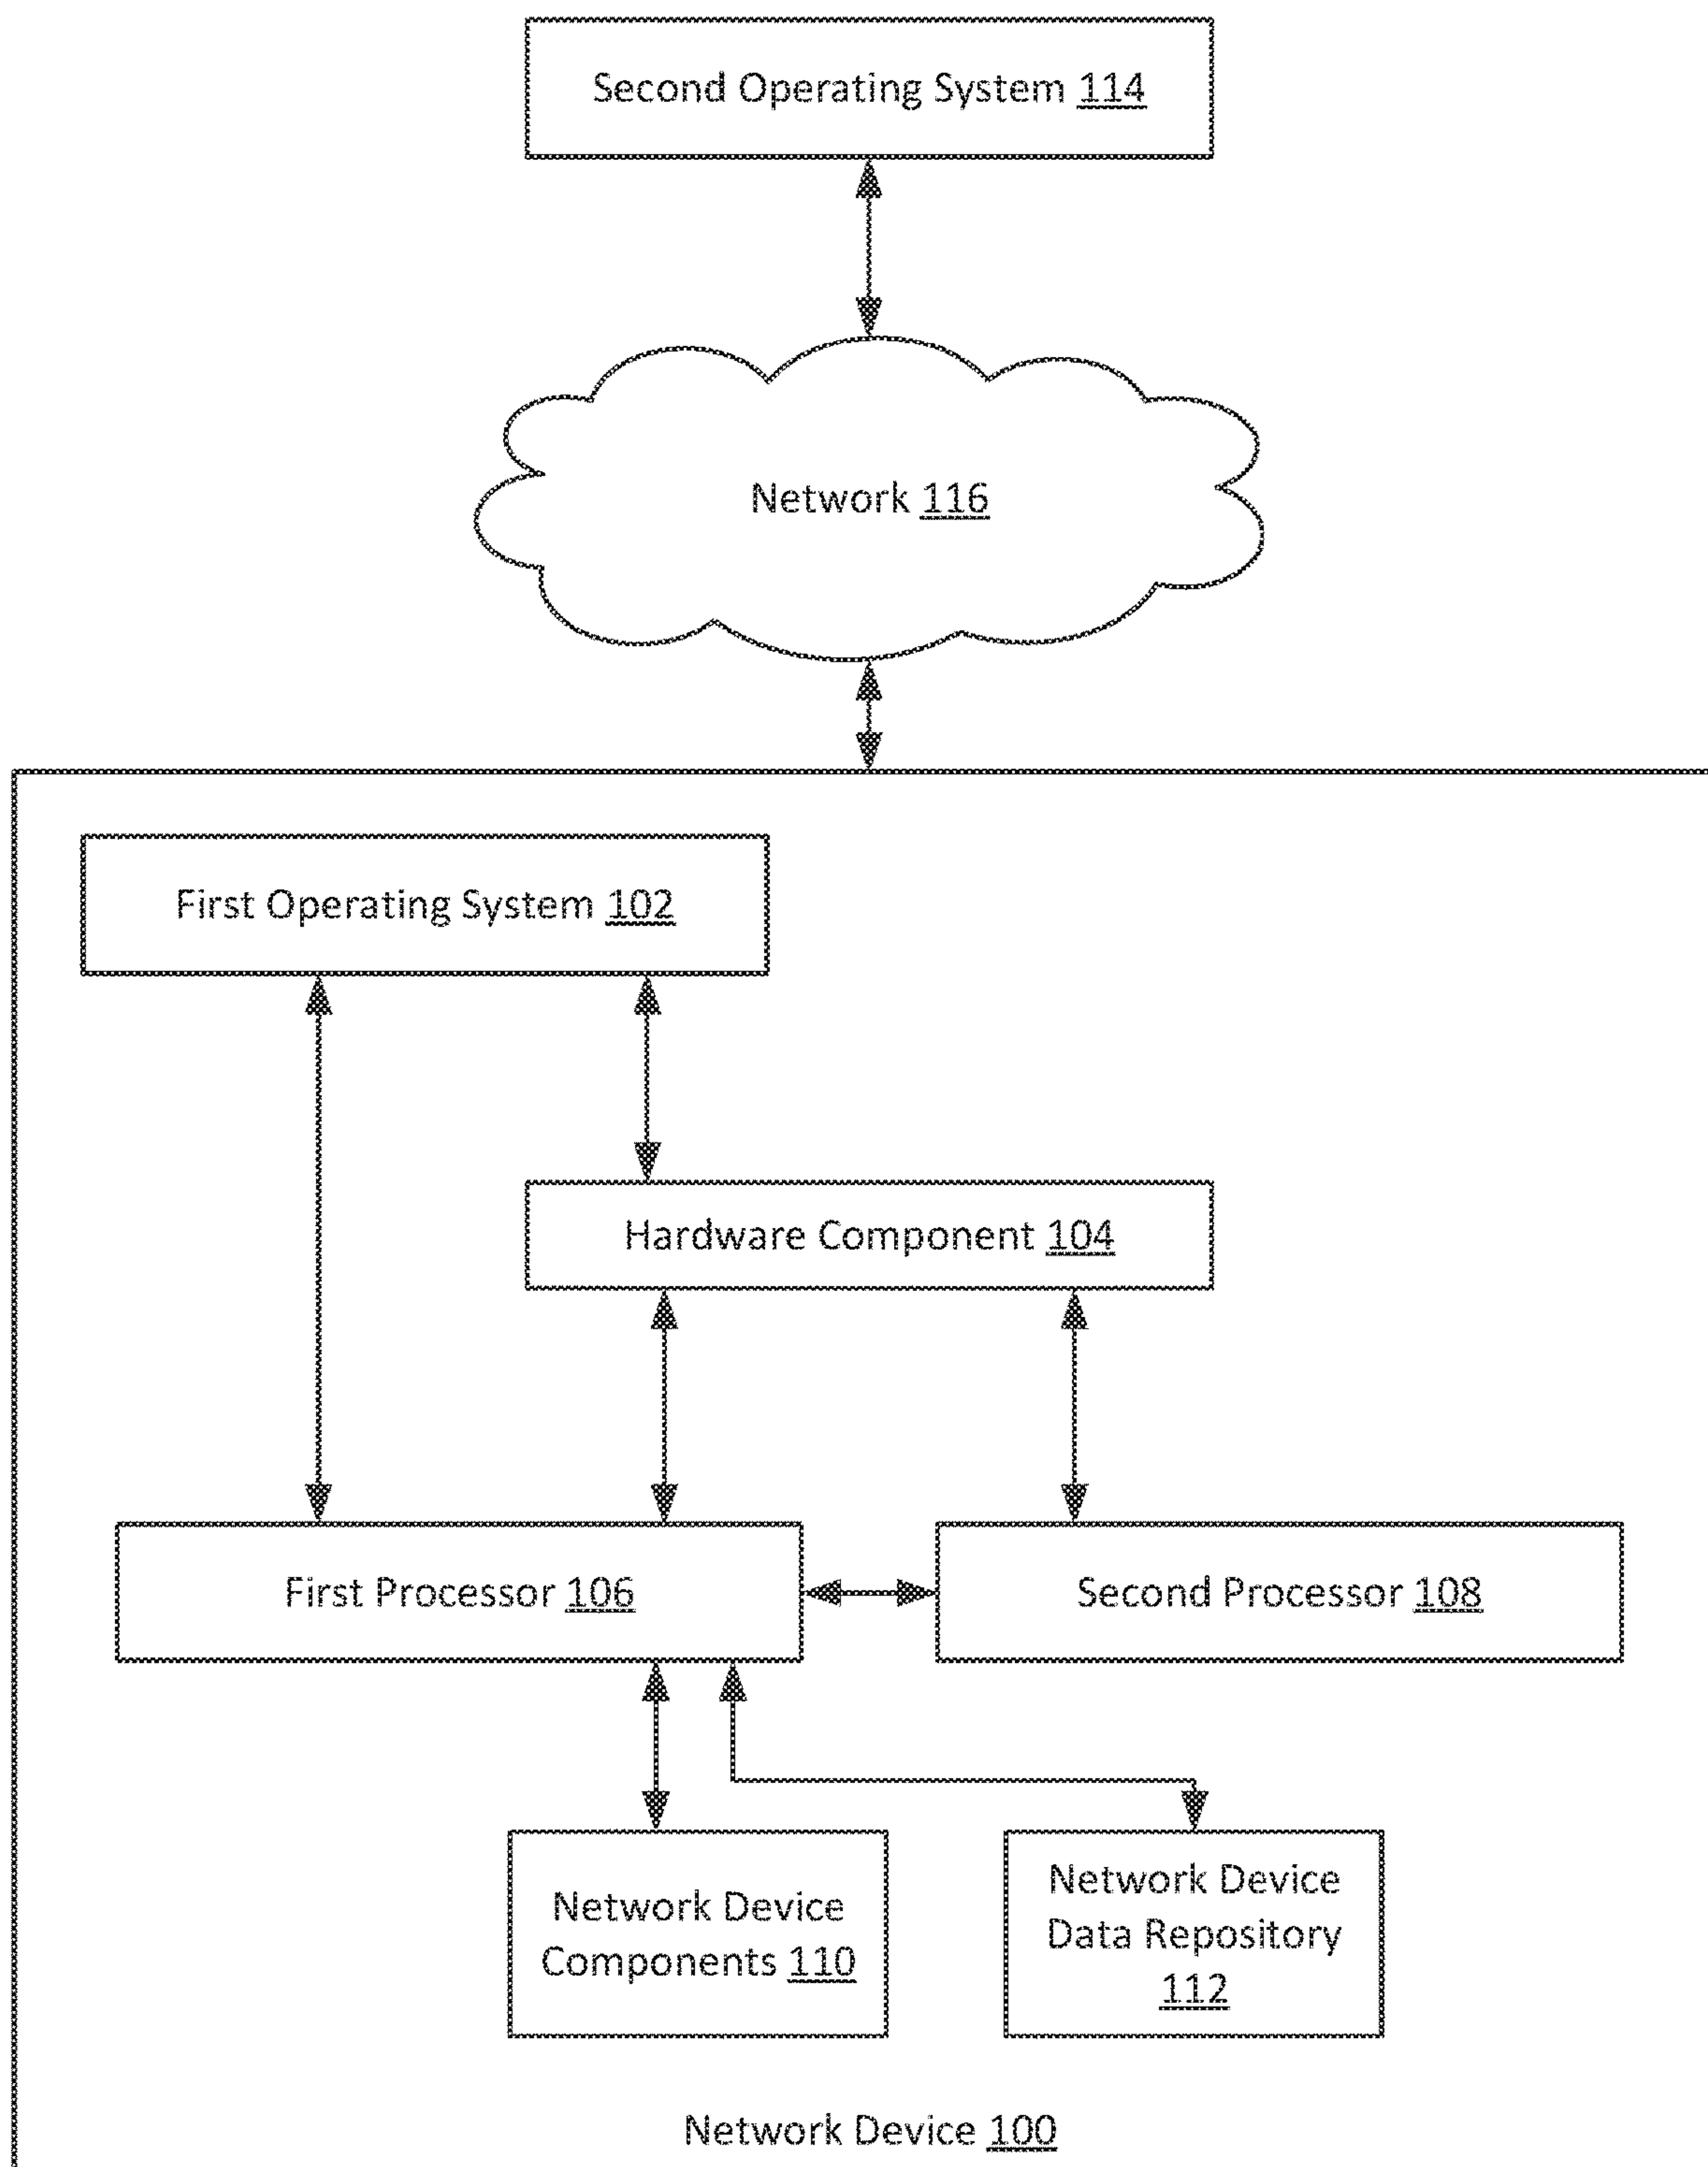 Second Operating System 114
Network 116
First Operating System 102
Hardware Component 104
First Processor 106
Second Processor 108
Network Device
Components 110
Network Device
Data Repository
112
Network Device 100